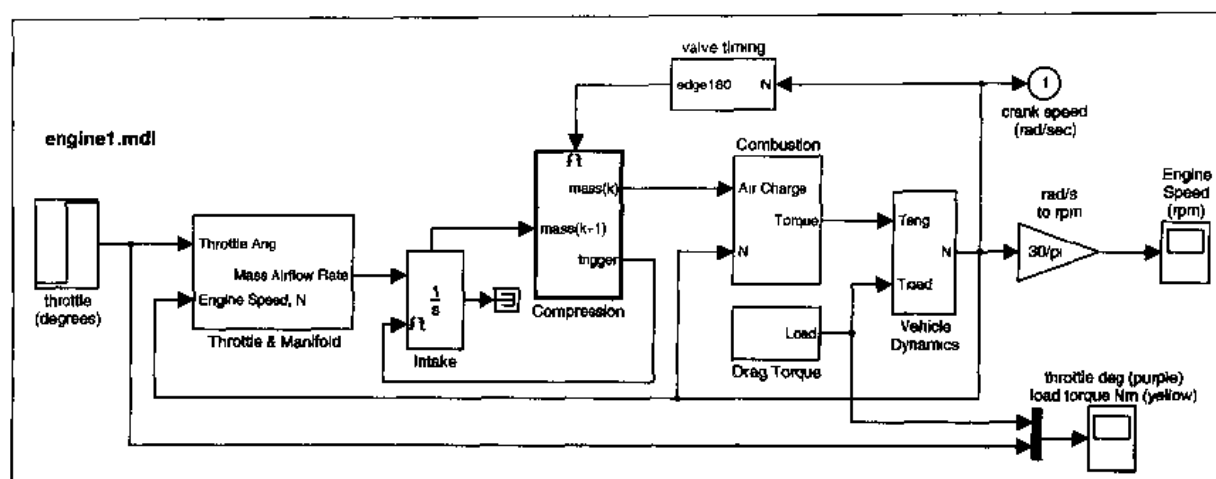 valve timing
edge180 N
1
crank speed
(rad/sec)
engine1.mdl
Combustion
Engine
Speed
(rpm)
mass(k)
Air Charge
rad/s
to rpm
Throttle Ang
mass(k+1)
Torque
Teng
Mass Airflow Rate
trigger
N
N
30/pi
throttle
(degrees)
Engine Speed, N
1
s
Tload
Throttle & Manifold
Compression
Load
Vehicle
Dynamics
Intake
Drag Torque
throttle deg (purple)
load torque Nm (yellow)